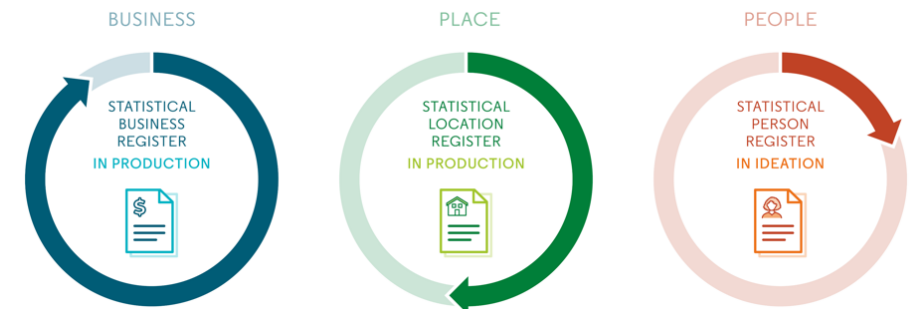 BUSINESS
STATISTICAL
BUSINESS
REGISTER
IN PRODUCTION
$
PLACE
STATISTICAL
LOCATION
REGISTER
IN PRODUCTION
PEOPLE
STATISTICAL
PERSON
REGISTER
IN IDEATION